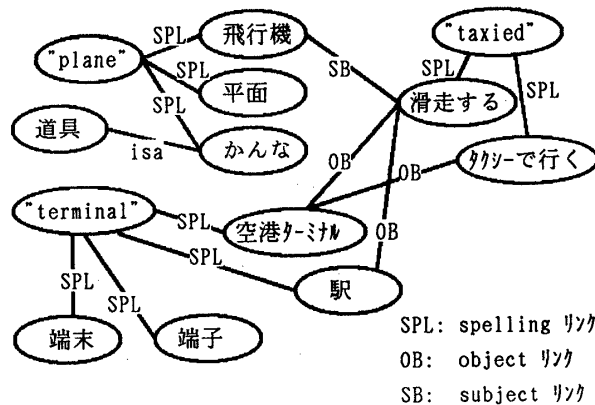 "plane"
SPL
飛行機
SPL
平面
SPL
かんな
道具
isa
SB
"taxied"
SPL
SPL
滑走する
OB
OB
OB
ﾀｸｼｰで行く
"terminal"
SPL
空港ﾀｰﾐﾅﾙ
SPL
駅
SPL
端末
SPL
端子
SPL: spelling ﾘﾝｸ
OB: object ﾘﾝｸ
SB: subject ﾘﾝｸ